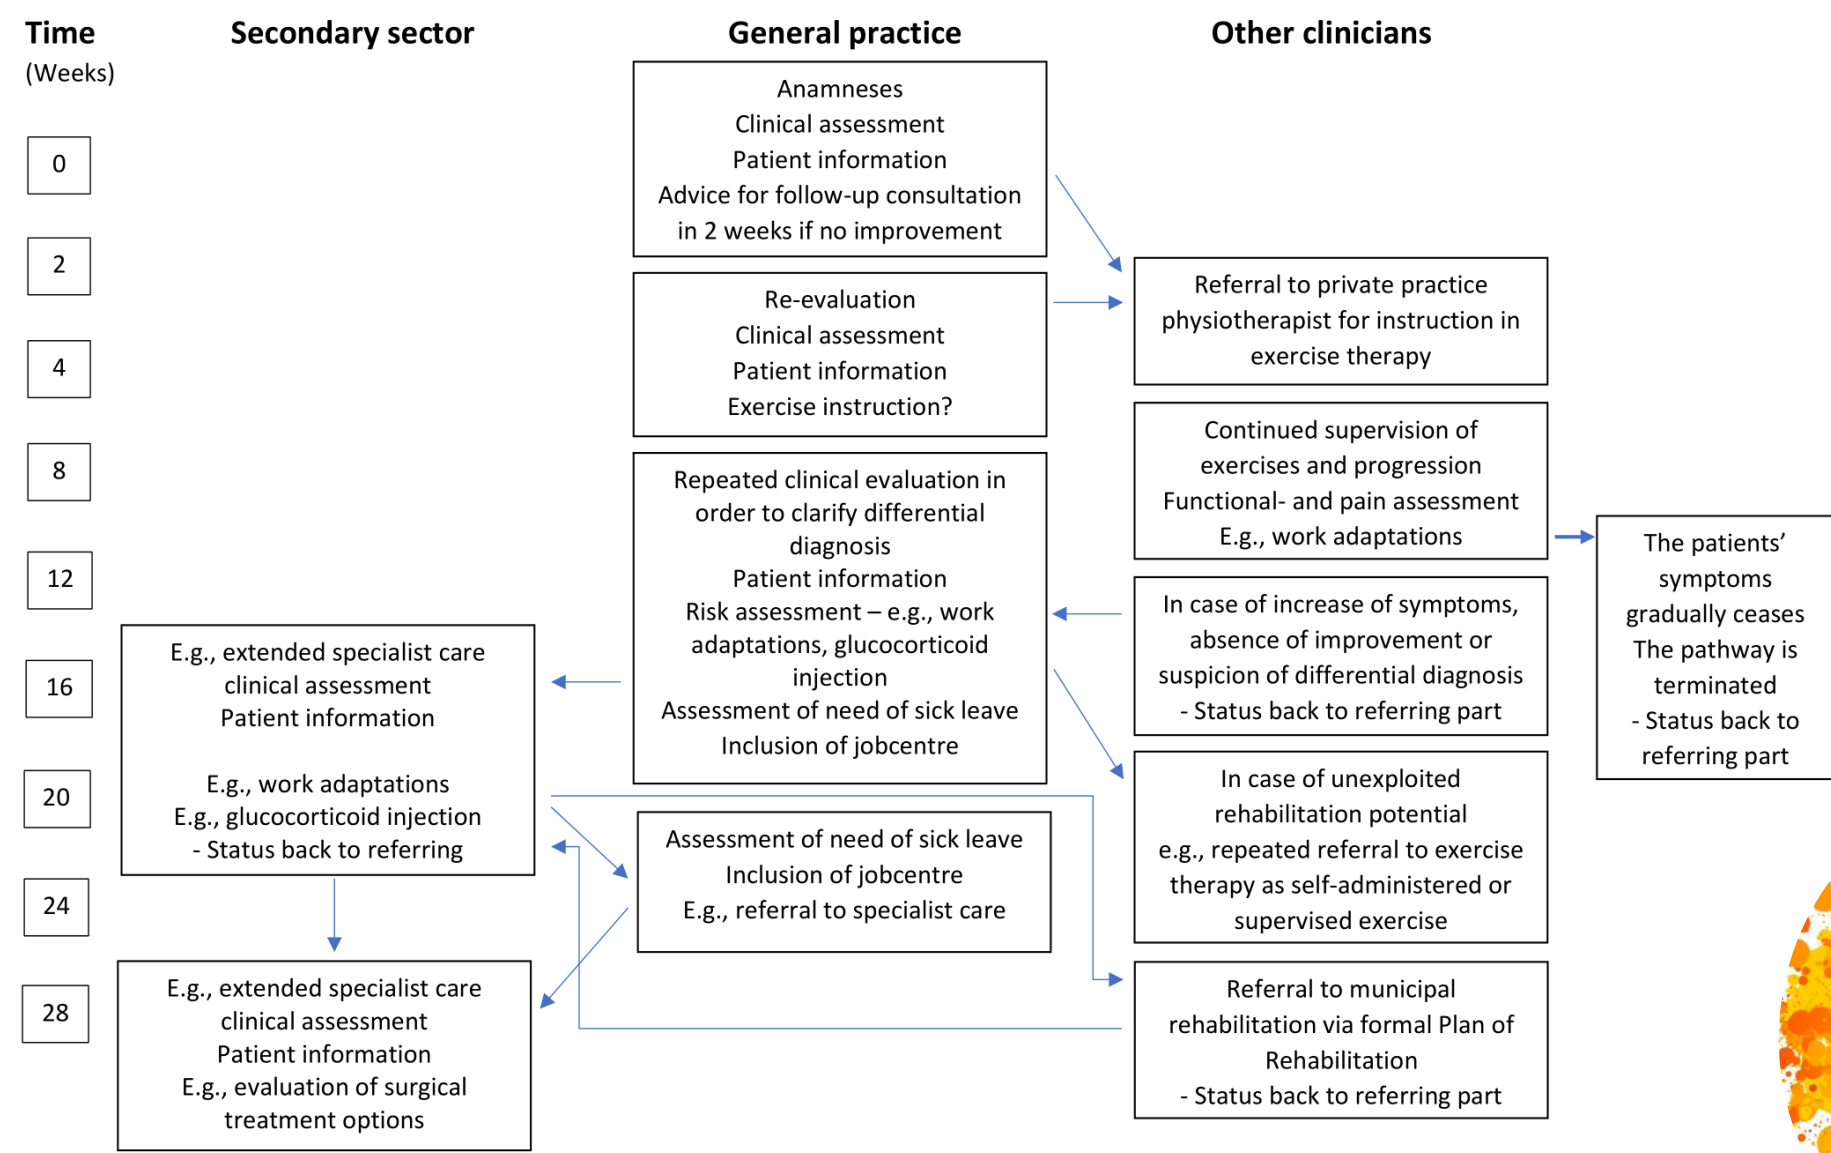 Time
(Weeks)
Secondary sector
General practice
Other clinicians
0
2
4
8
12
16
20
24
28
Anamneses
Clinical assessment
Patient information
Advice for follow-up consultation
in 2 weeks if no improvement
Re-evaluation
Clinical assessment
Patient information
Exercise instruction?
Referral to private practice
physiotherapist for instruction in
exercise therapy
Continued supervision of
exercises and progression
Functional- and pain assessment
E.g., work adaptations
Repeated clinical evaluation in
order to clarify differential
diagnosis
Patient information
Risk assessment – e.g., work
adaptations, glucocorticoid
injection
Assessment of need of sick leave
Inclusion of jobcentre
The patients’
symptoms
gradually ceases
The pathway is
terminated
- Status back to
referring part
In case of increase of symptoms,
absence of improvement or
suspicion of differential diagnosis
- Status back to referring part
E.g., extended specialist care
clinical assessment
Patient information
E.g., work adaptations
E.g., glucocorticoid injection
- Status back to referring
In case of unexploited
rehabilitation potential
e.g., repeated referral to exercise
therapy as self-administered or
supervised exercise
Assessment of need of sick leave
Inclusion of jobcentre
E.g., referral to specialist care
E.g., extended specialist care
clinical assessment
Patient information
E.g., evaluation of surgical
treatment options
Referral to municipal
rehabilitation via formal Plan of
Rehabilitation
- Status back to referring part